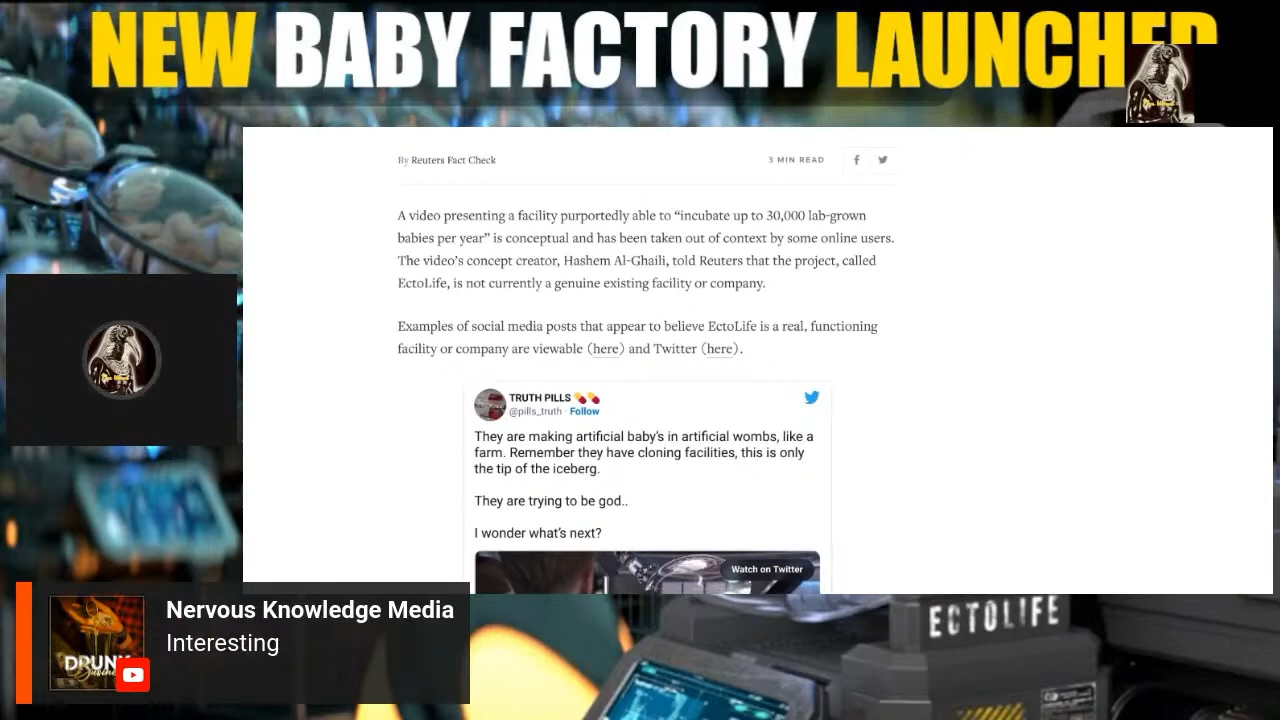 NEW BABY FACTORY LAUNCHED
By Reuters Fact Check
3 MIN READ
A video presenting a facility purportedly able to “incubate up to 30,000 lab-grown
babies per year” is conceptual and has been taken out of context by some online users.
The video’s concept creator, Hashem Al-Ghaili, told Reuters that the project, called
EctoLife, is not currently a genuine existing facility or company.
Examples of social media posts that appear to believe EctoLife is a real, functioning
facility or company are viewable (here) and Twitter (here).
TRUTH PILLS
@pills_truth · Follow
They are making artificial baby's in artificial wombs, like a
farm. Remember they have cloning facilities, this is only
the tip of the iceberg.
They are trying to be god..
I wonder what's next?
Watch on Twitter
Nervous Knowledge Media
Interesting
DRUNK
ECTOLIFE